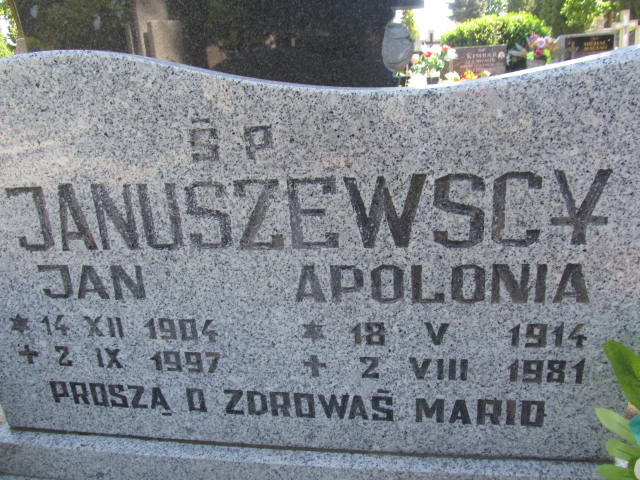 Ś P
JANUSZEWSCY
JAN APOLONIA
* 14 XII 1904 * 18 V 1914
+ 2 IX 1997 + 2 VIII 1981
PROSZĄ O ZDROWAŚ MARIO